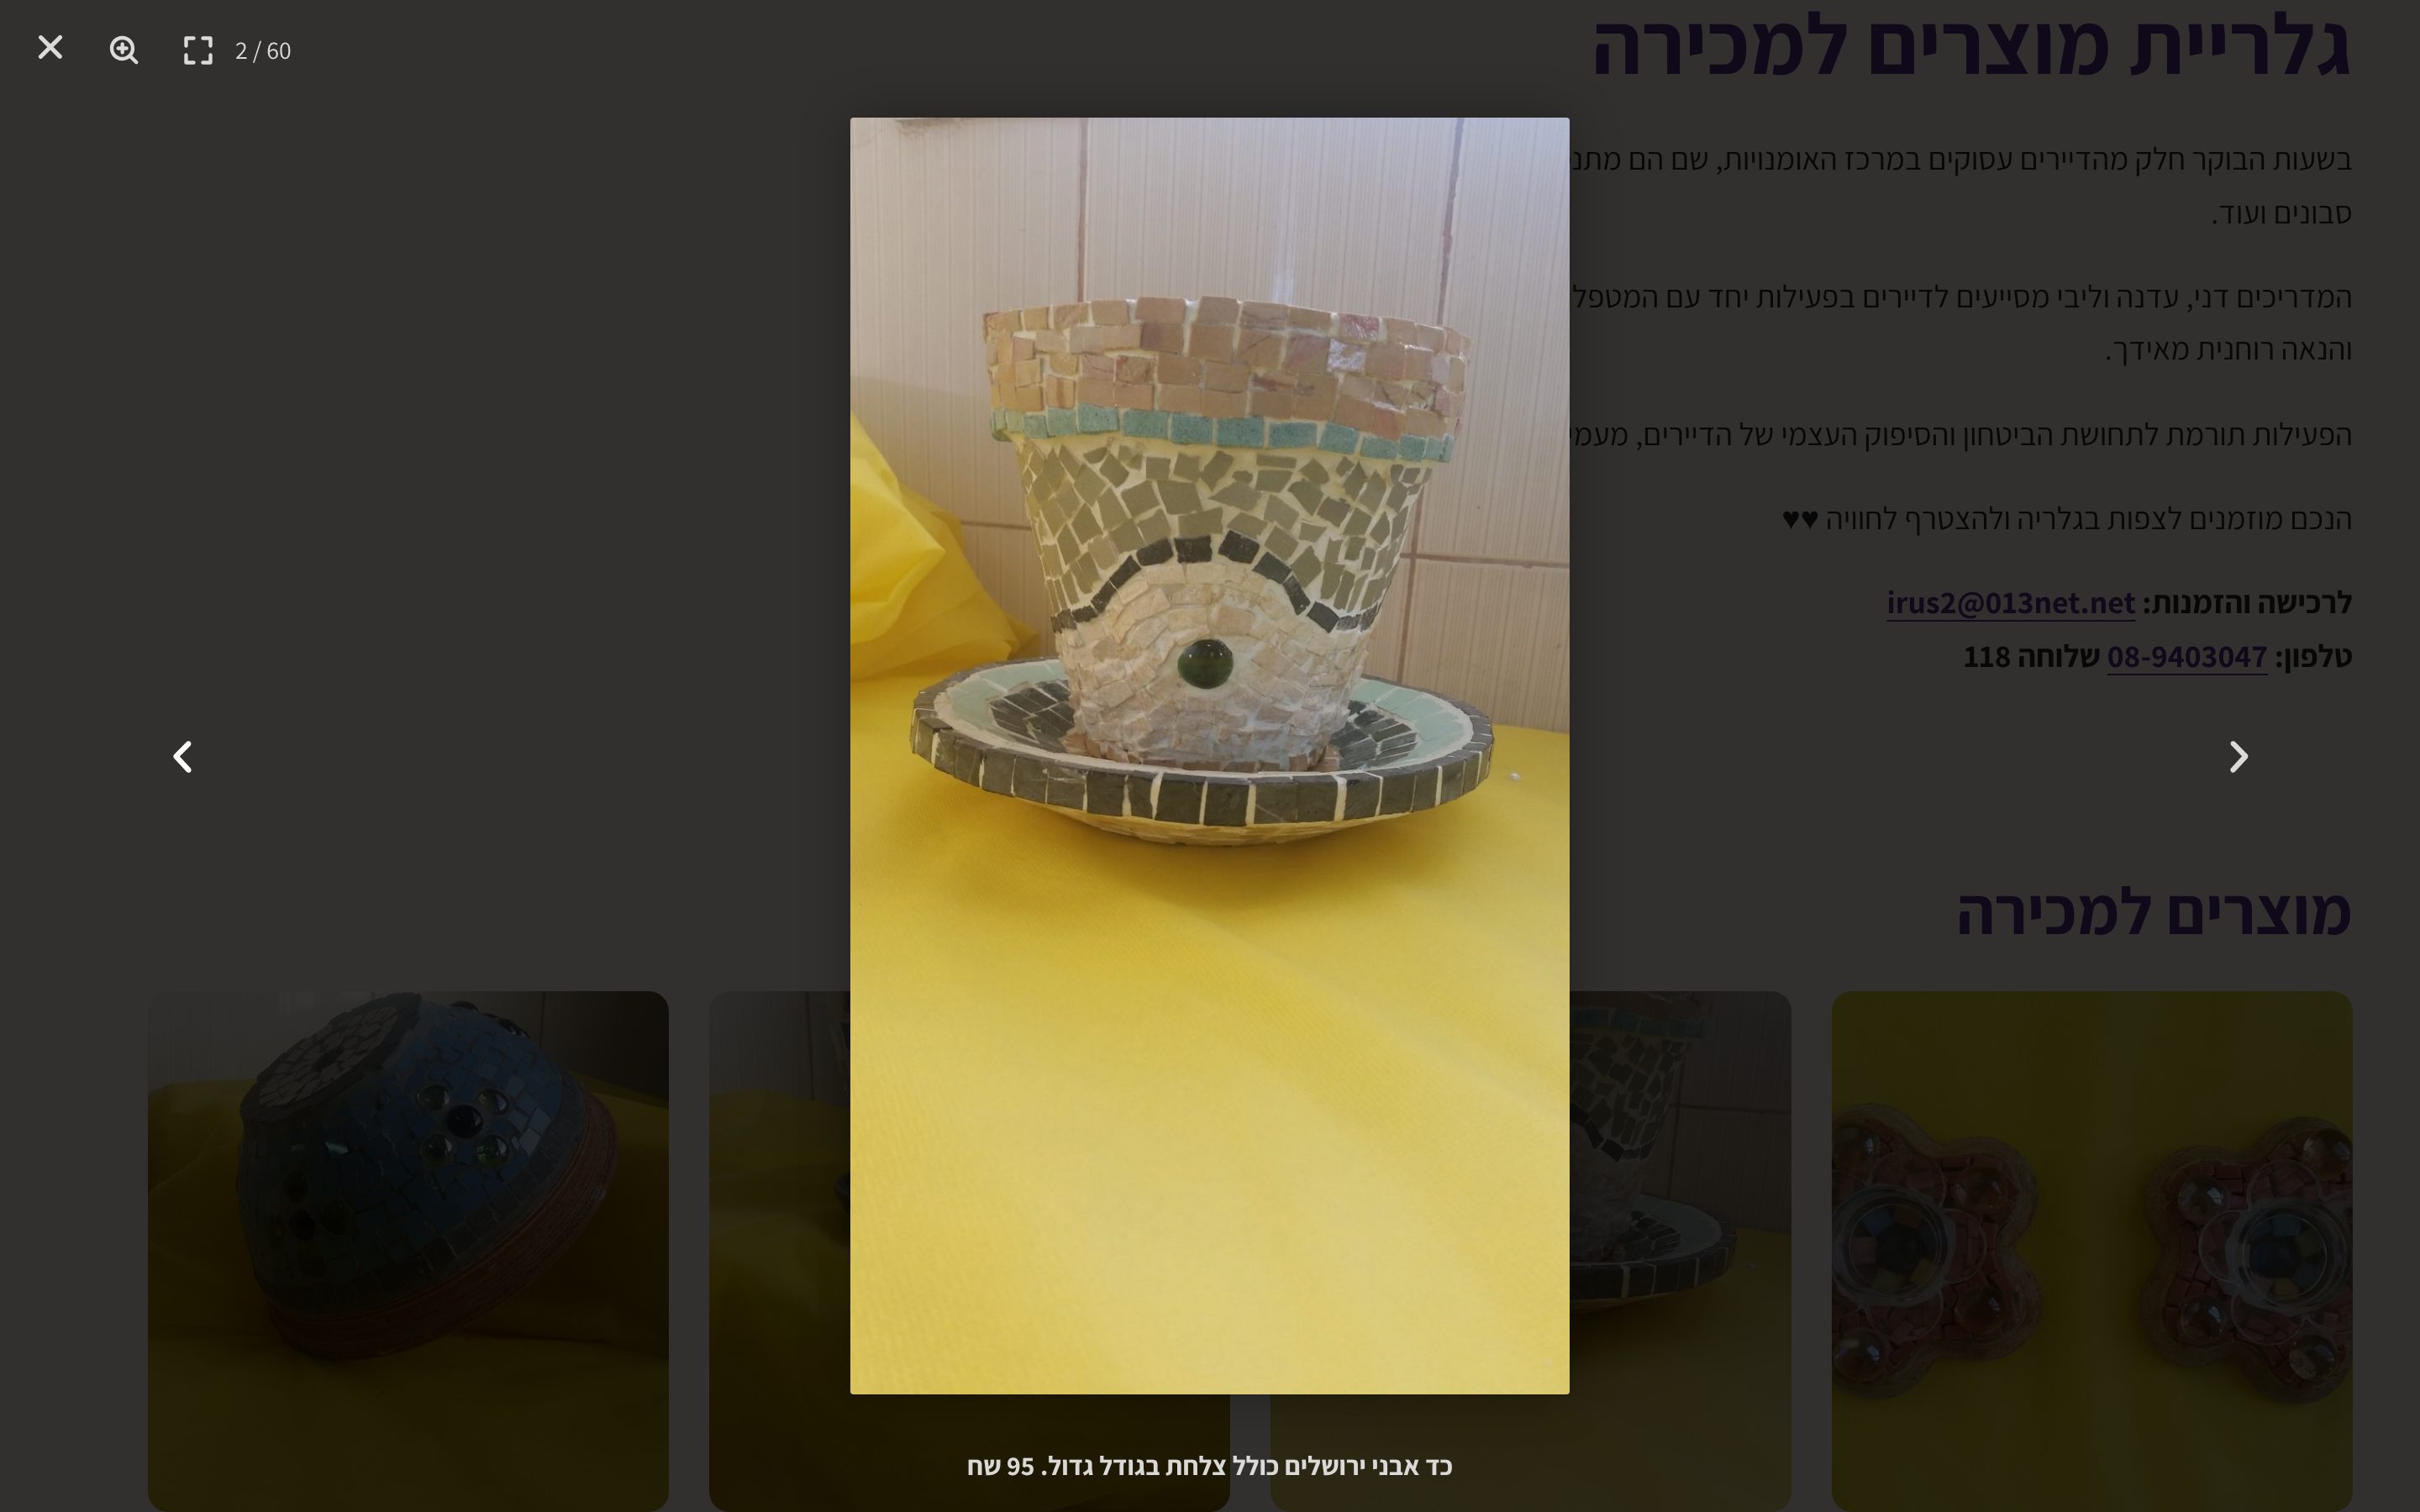 2 / 60
גלריית מוצרים למכירה
בשעות הבוקר חלק מהדיירים עסוקים במרכז האומנויות, שם הם
סבונים ועוד.
המדריכים דני, עדנה וליבי מסייעים לדיירים בפעילות יחד עם
והנאה רוחנית מאידך.
הפעילות תורמת לתחושת הביטחון והסיפוק העצמי של הדיירים,
הנכם מוזמנים לצפות בגלריה ולהצטרף לחוויה ♥♥
לרכישה והזמנות: irus2@013net.net
טלפון: 08-9403047 שלוחה 118
מוצרים למכירה
כד אבני ירושלים כולל צלחת בגודל גדול. 95 שח